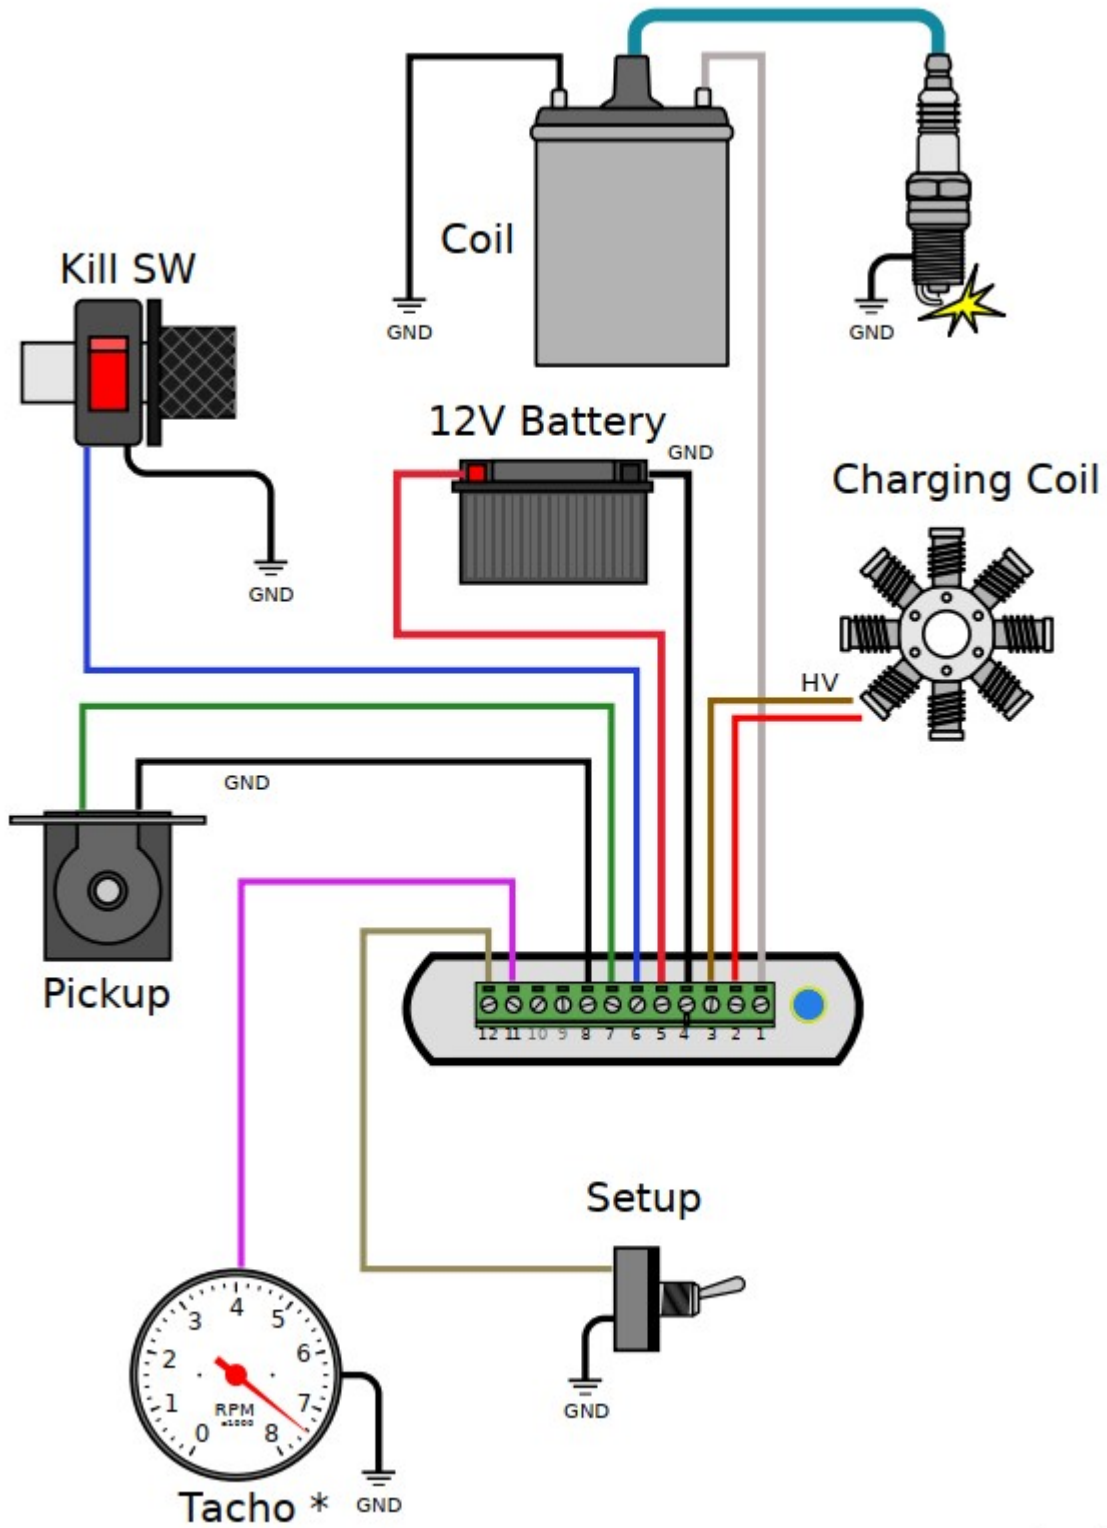 Coil
Kill SW
GND
GND
12V Battery
GND
Charging Coil
GND
HV
GND
Pickup
12 11 10 9 8 7 6 5 4 3 2 1
Setup
4
3 5
2 6
1 7
RPM
x1000
0 8
GND
Tacho *
GND